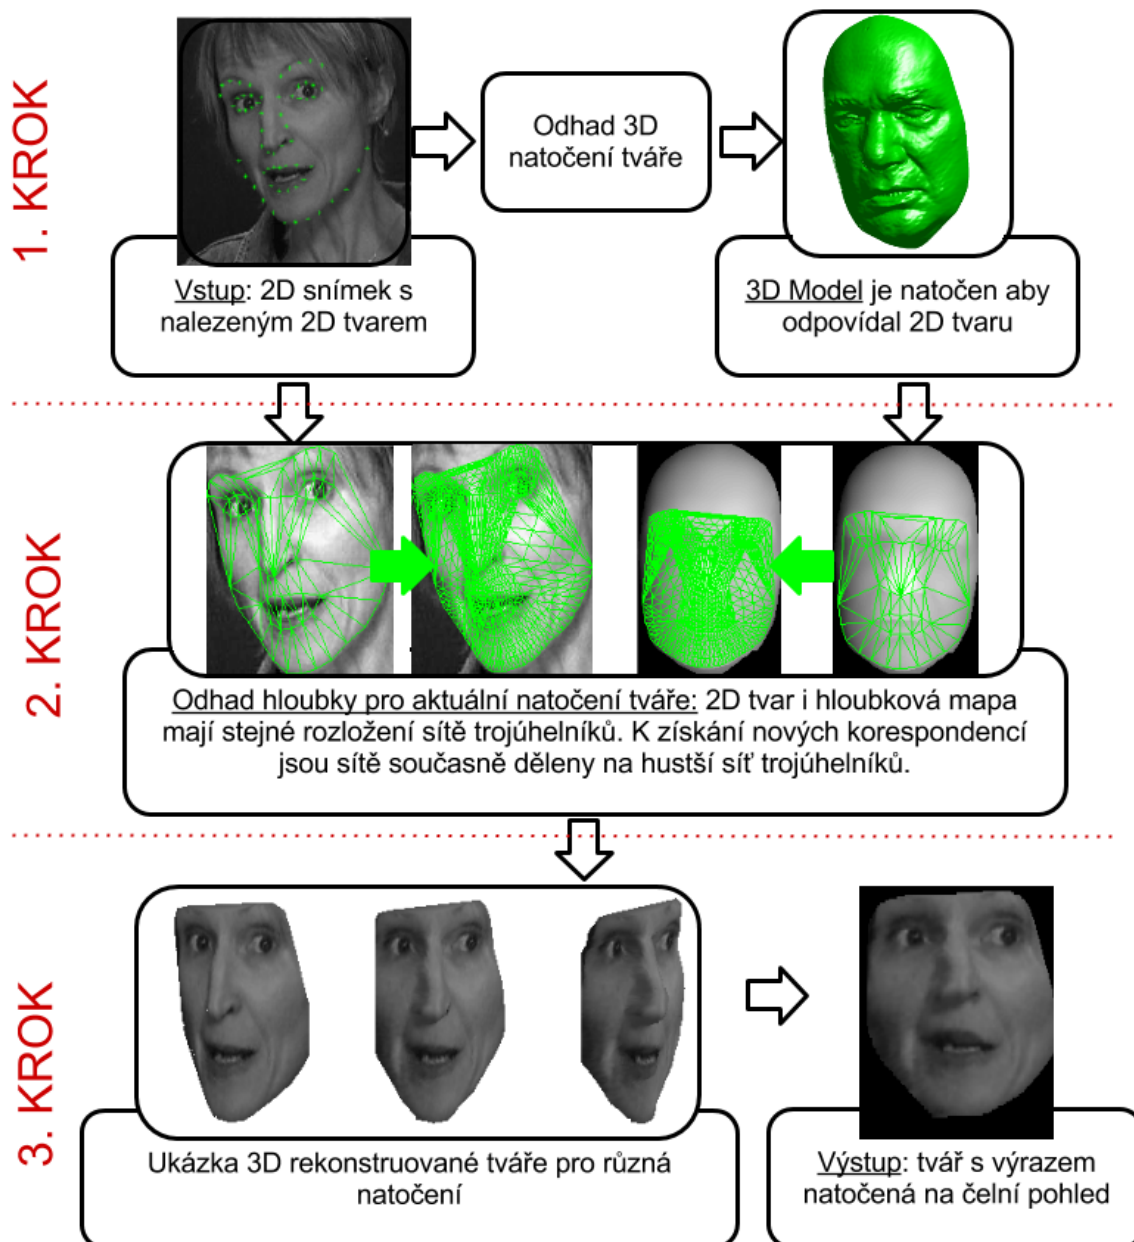 1. KROK
Odhad 3D
natočení tváře
Vstup: 2D snímek s
nalezeným 2D tvarem
3D Model je natočen aby
odpovídal 2D tvaru
2. KROK
Odhad hloubky pro aktuální natočení tváře: 2D tvar i hloubková mapa
mají stejné rozložení sítě trojúhelníků. K získání nových korespondencí
jsou sítě současně děleny na hustší síť trojúhelníků.
3. KROK
Ukázka 3D rekonstruované tváře pro různá
natočení
Výstup: tvář s výrazem
natočená na čelní pohled